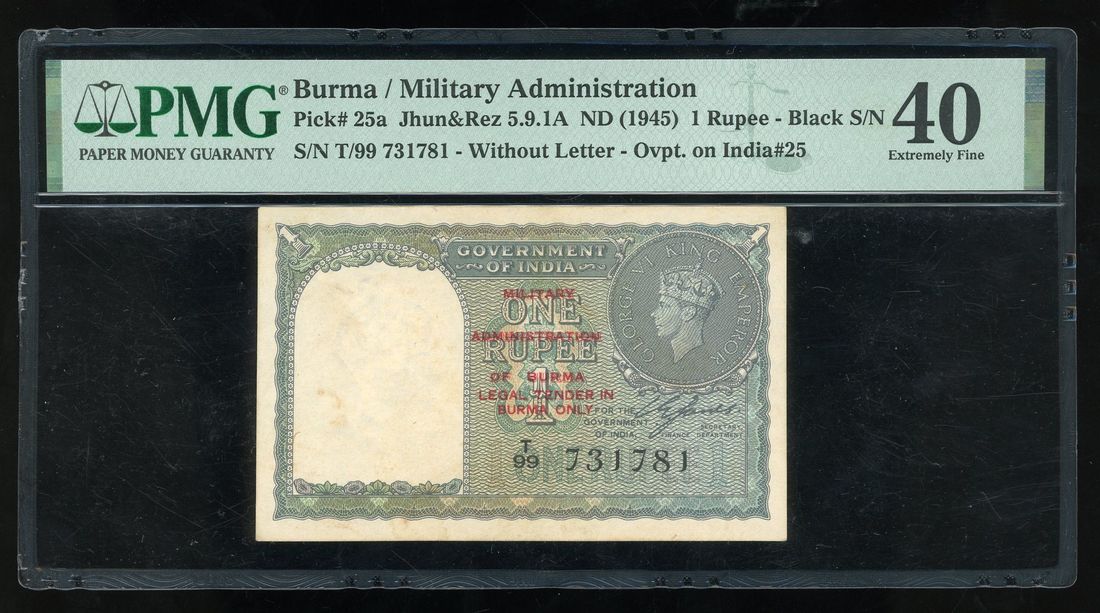 PMG®
PAPER MONEY GUARANTY
Burma / Military Administration
Pick# 25a Jhun&Rez 5.9.1A ND (1945) 1 Rupee - Black S/N
S/N T/99 731781 - Without Letter - Ovpt. on India#25
40
Extremely Fine
1
1
GOVERNMENT
OF INDIA
GEORGE VI KING EMPEROR
MILITARY
ONE
ADMINISTRATION
RUPEE
OF BURMA
LEGAL TENDER IN
BURMA ONLY
1
FOR THE
GOVERNMENT
OF INDIA.
SECRETARY,
FINANCE DEPARTMENT
T
99 731781